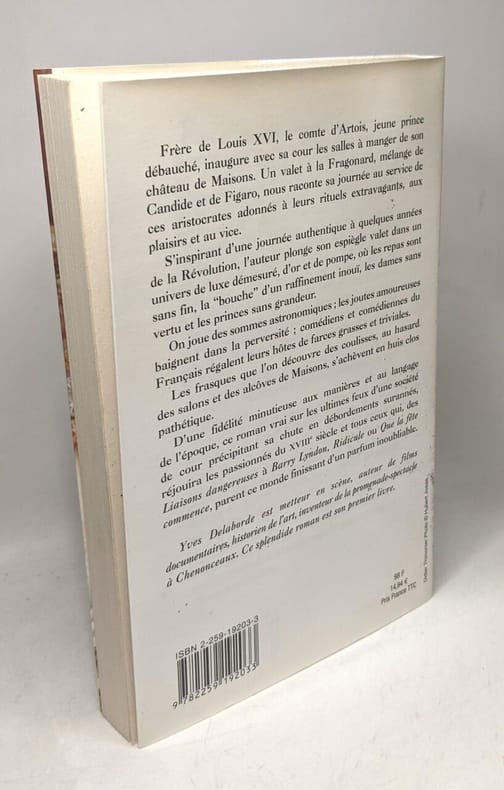 Frère de Louis XVI, le comte d'Artois, jeune prince
débauché, inaugure avec sa cour les salles à manger de son
château de Maisons. Un valet à la Fragonard, mélange de
Candide et de Figaro, nous raconte sa journée au service de
ces aristocrates adonnés à leurs rituels extravagants, aux
plaisirs et au vice.
S'inspirant d'une journée authentique à quelques années
de la Révolution, l'auteur plonge son espiègle valet dans un
univers de luxe démesuré, d'or et de pompe, où les repas sont
sans fin, la "bouche" d'un raffinement inouï, les dames sans
vertu et les princes sans grandeur.
On joue des sommes astronomiques ; les joutes amoureuses
baignent dans la perversité ; comédiens et comédiennes du
Français régalent leurs hôtes de farces grasses et triviales.
Les frasques que l'on découvre des coulisses, au hasard
des salons et des alcôves de Maisons, s'achèvent en huis clos
pathétique.
D'une fidélité minutieuse aux manières et au langage
de l'époque, ce roman vrai sur les ultimes feux d'une société
de cour précipitant sa chute en débordements surannés,
réjouira les passionnés du XVIIIe siècle et tous ceux qui, des
Liaisons dangereuses à Barry Lyndon, Ridicule ou Que la fête
commence, parent ce monde finissant d'un parfum inoubliable.
Yves Delaborde est metteur en scène, auteur de films
documentaires, historien de l'art, inventeur de la promenade-spectacle
à Chenonceaux. Ce splendide roman est son premier livre.
98 F
14,94 €
Prix France TTC
ISBN 2-259-19203-3
9 782259 192033